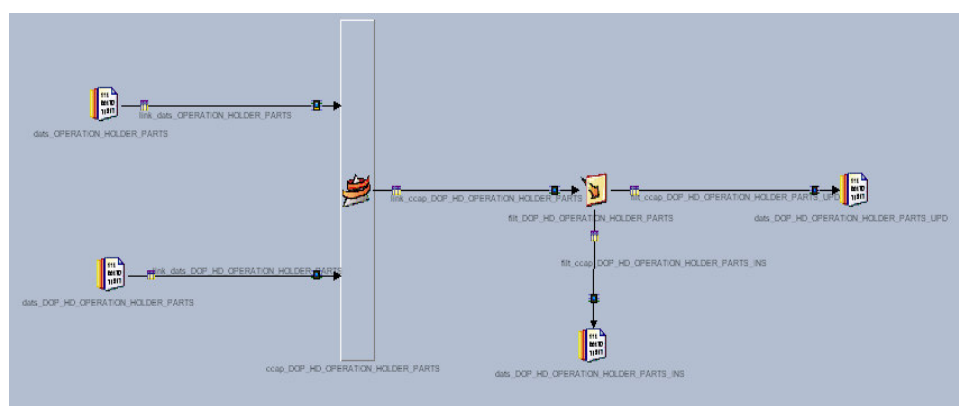 link_dats_OPERATION_HOLDER_PARTS
dats_OPERATION_HOLDER_PARTS
link_ccap_DOP_HD_OPERATION_HOLDER_PARTS
filt_ccap_DOP_HD_OPERATION_HOLDER_PARTS_UPD
filt_DOP_HD_OPERATION_HOLDER_PARTS
dats_DOP_HD_OPERATION_HOLDER_PARTS_UPD
filt_ccap_DOP_HD_OPERATION_HOLDER_PARTS_INS
link_dats_DOP_HD_OPERATION_HOLDER_PARTS
dats_DOP_HD_OPERATION_HOLDER_PARTS
ccap_DOP_HD_OPERATION_HOLDER_PARTS
dats_DOP_HD_OPERATION_HOLDER_PARTS_INS